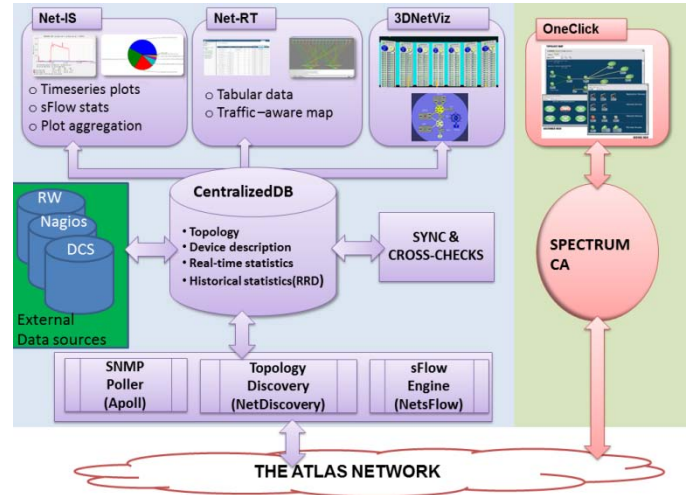 Net-IS
Net-RT
3DNetViz
OneClick
o Timeseries plots
o sFlow stats
o Plot aggregation
o Tabular data
o Traffic –aware map
RW
Nagios
DCS
External
Data sources
CentralizedDB
• Topology
• Device description
• Real-time statistics
• Historical statistics(RRD)
SYNC &
CROSS-CHECKS
SPECTRUM
CA
SNMP
Poller
(Apoll)
Topology
Discovery
(NetDiscovery)
sFlow
Engine
(NetsFlow)
THE ATLAS NETWORK